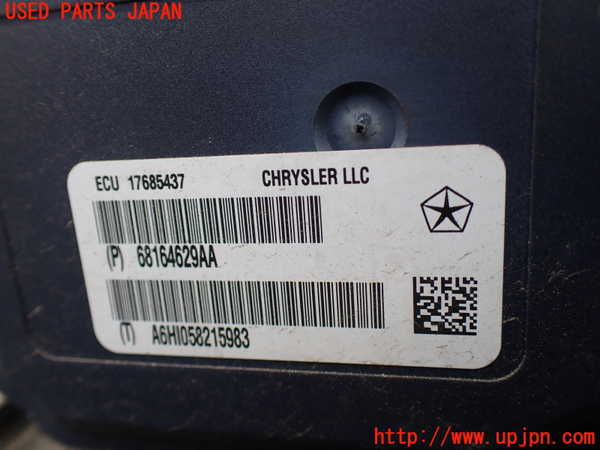 USED PARTS JAPAN
ECU 17685437 CHRYSLER LLC
(P) 68164629AA
(T) A6HI058215983
http://www.upjpn.com